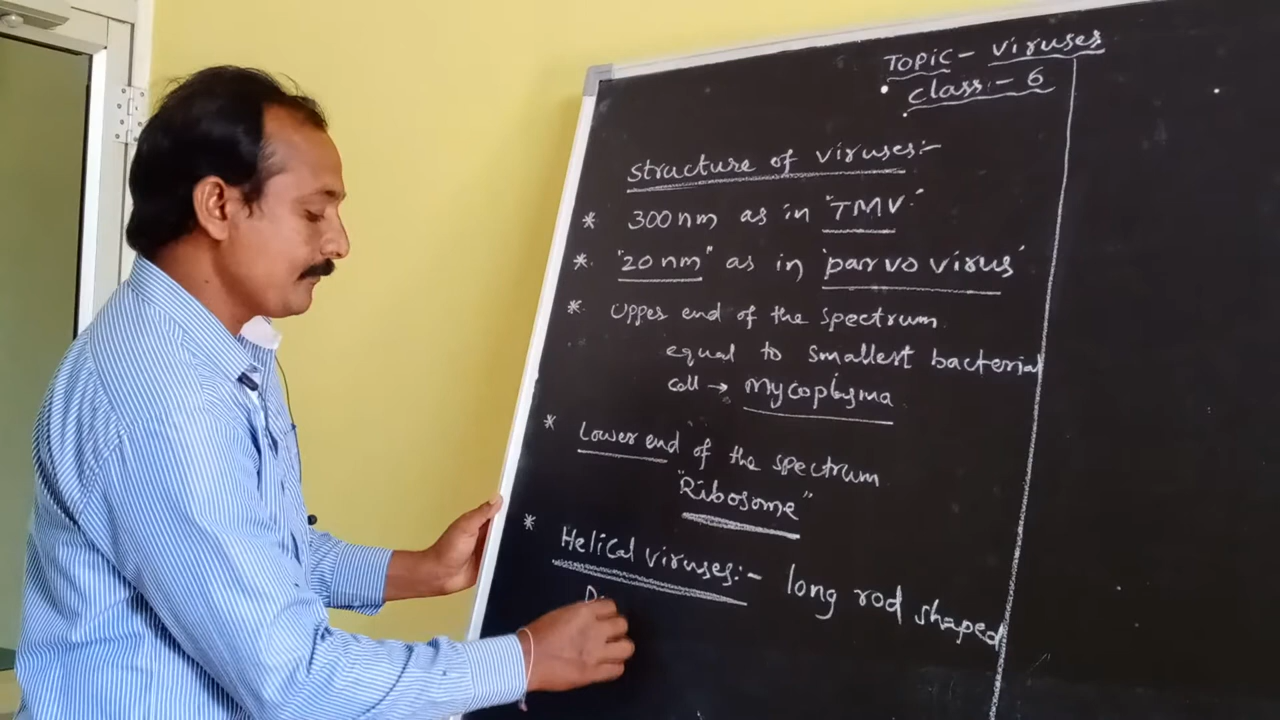 Topic - Viruses
Class :- 6
Structure of viruses :-
* 300 nm as in "TMV"
* "20 nm" as in 'parvo virus'
* Upper end of the spectrum
equal to smallest bacterial
cell → Mycoplasma
* Lower end of the spectrum
"Ribosome"
* Helical viruses :- long rod shaped